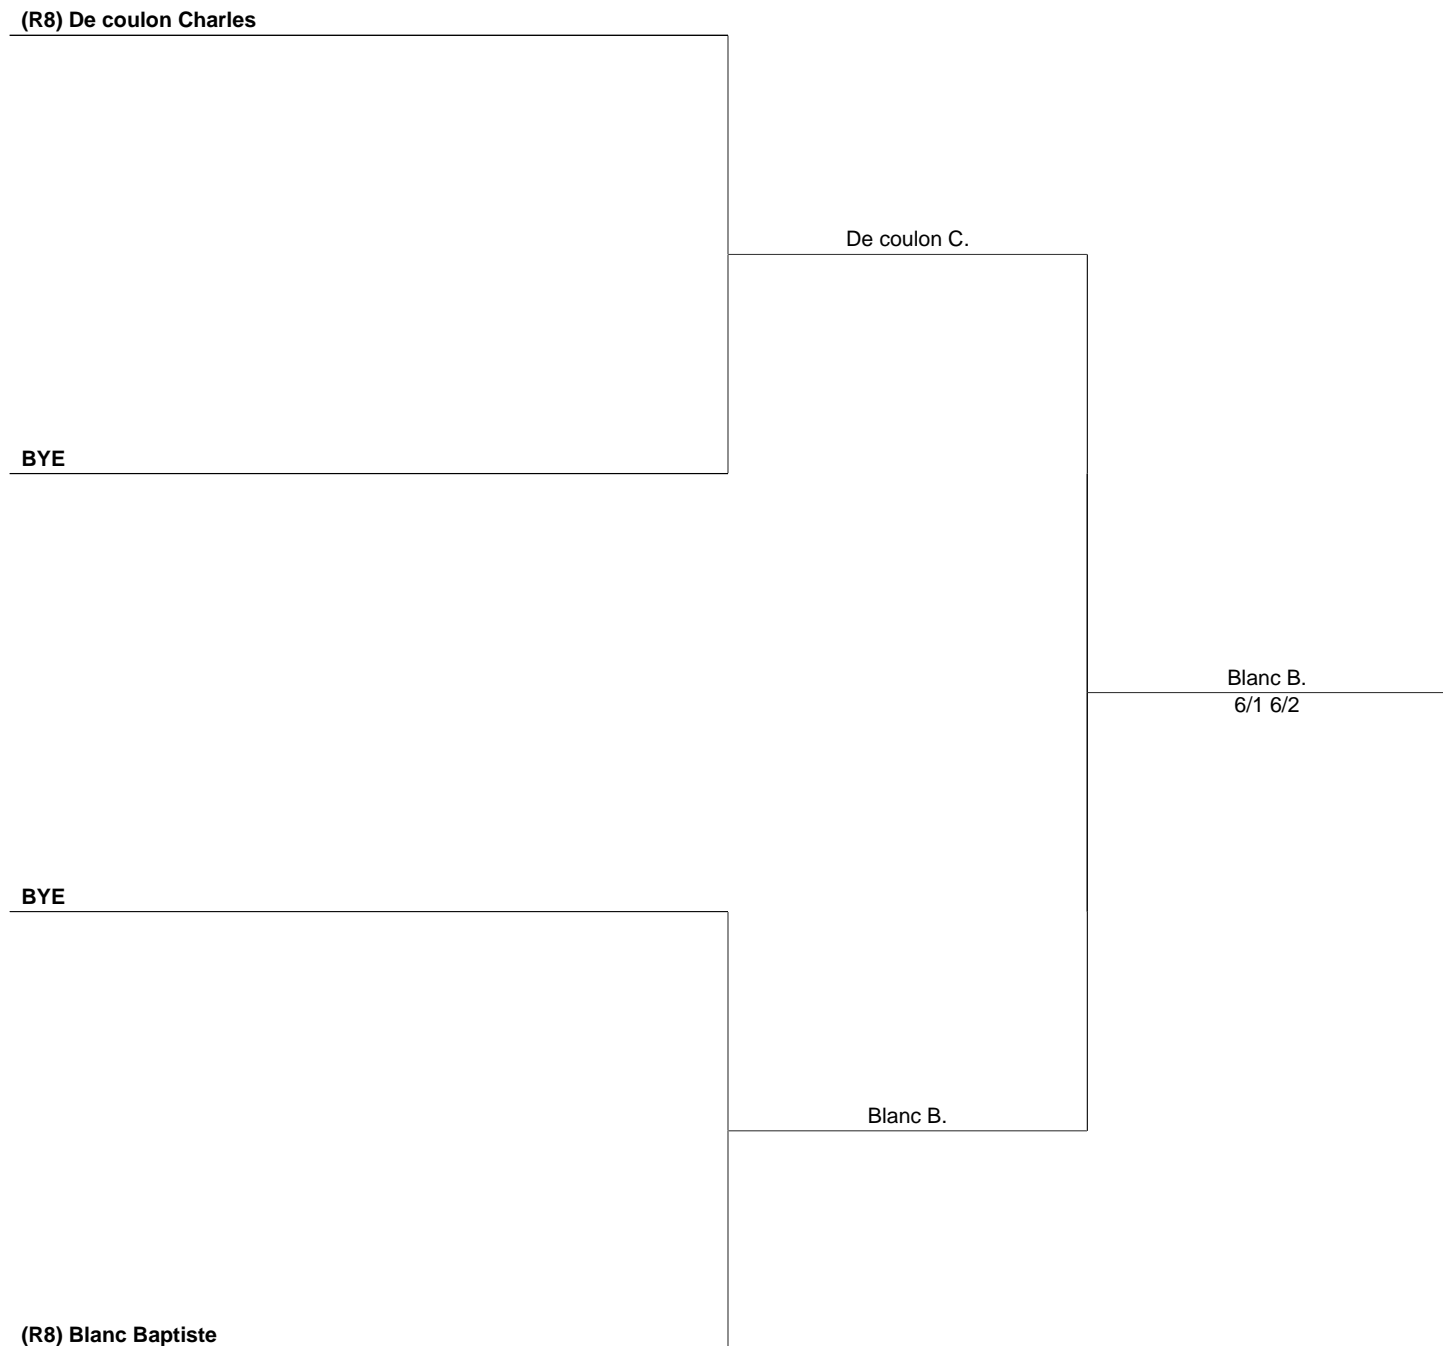 (R8) De coulon Charles
De coulon C.
BYE
Blanc B.
6/1 6/2
BYE
Blanc B.
(R8) Blanc Baptiste